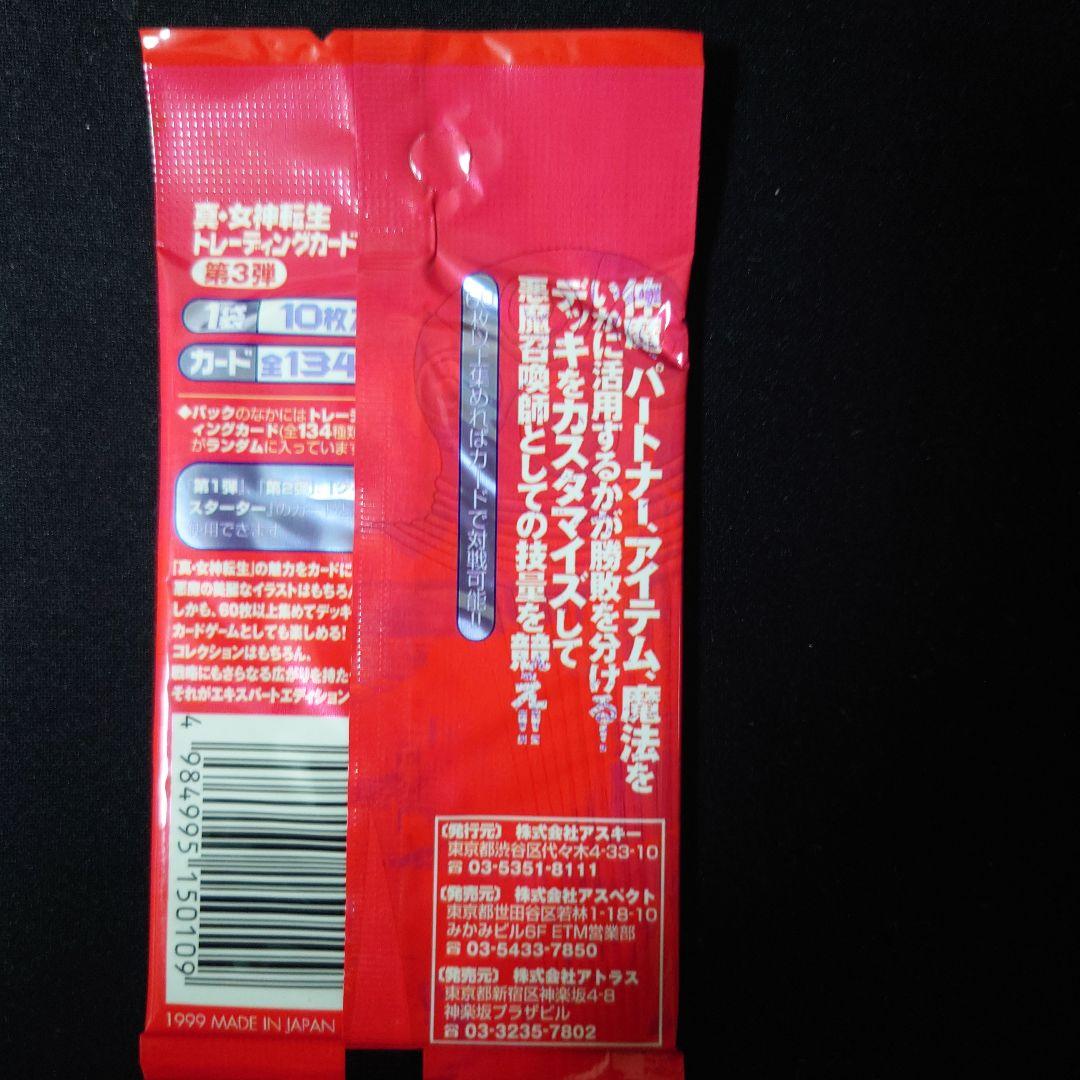 真・女神転生
トレーディングカード
第3弾
1袋 10枚
カード 全134
◆パックのなかにはトレーデ
ィングカード(全134種類
がランダムに入っています
「第1弾」、「第2弾」
スターター」の
使用できます
『真・女神転生』の魅力をカードに
悪魔の美麗なイラストはもちろん
しかも、60枚以上集めてデッキ
カードゲームとしても楽しめる!
コレクションはもちろん、
戦略にもさらなる広がりを持た
それがエキスパートエディション
4 984995 150109
1999 MADE IN JAPAN
パートナー、アイテム、魔法を
いかに活用するかが勝敗を分ける
デッキをカスタマイズして
悪魔召喚師としての技量を競え!!
枚以上集めればカードで対戦可能!!
〔発行元〕 株式会社アスキー
東京都渋谷区代々木4-33-10
☎ 03-5351-8111
〔発売元〕 株式会社アスペクト
東京都世田谷区若林1-18-10
みかみビル6F ETM営業部
☎ 03-5433-7850
〔発売元〕 株式会社アトラス
東京都新宿区神楽坂4-8
神楽坂プラザビル
☎ 03-3235-7802